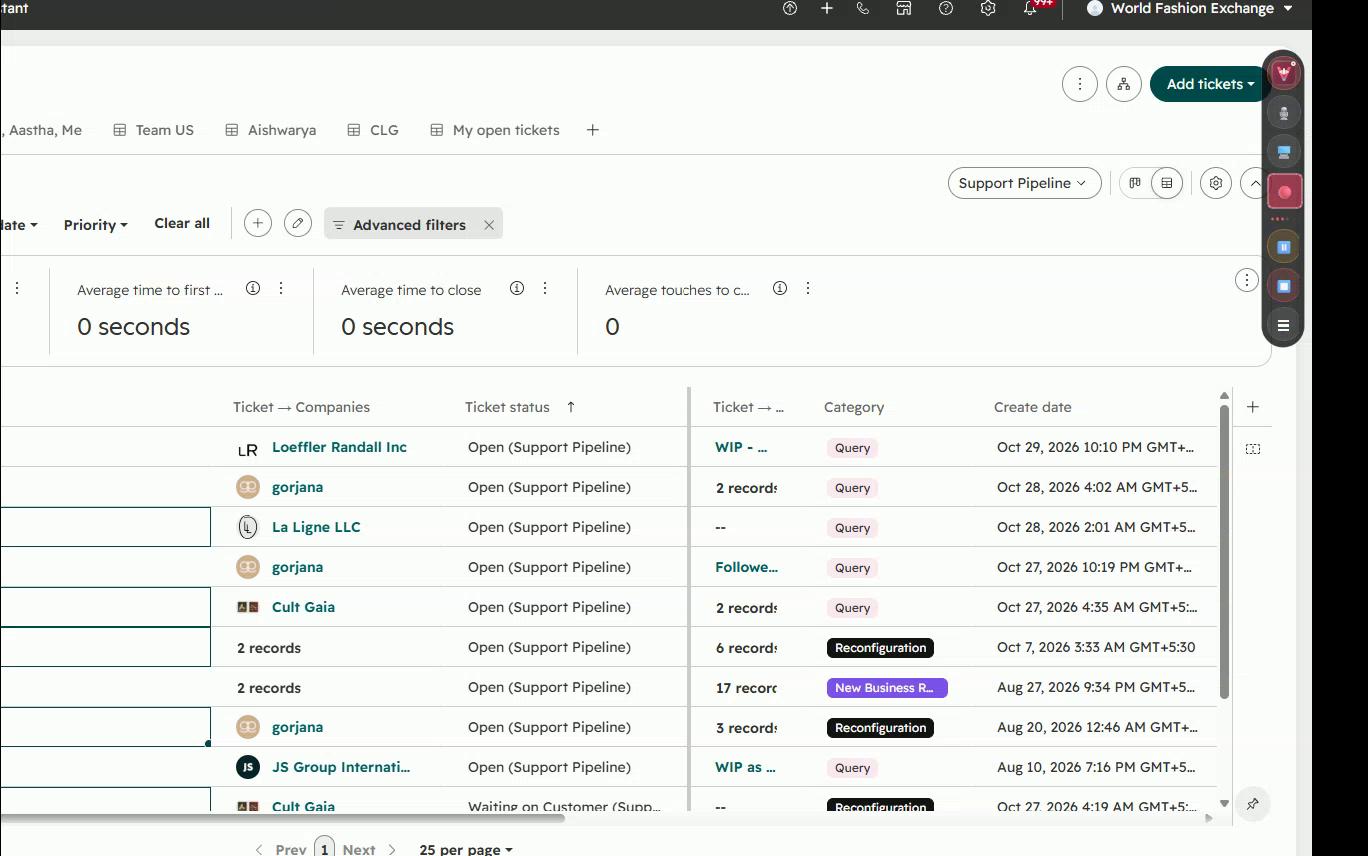 tant
99+
World Fashion Exchange
Add tickets
, Aastha, Me
Team US
Aishwarya
CLG
My open tickets
Support Pipeline
Priority
Clear all
Advanced filters
Average time to first ...
Average time to close
Average touches to c...
0 seconds
0 seconds
0
Ticket → Companies
Ticket status ↑
Ticket → ...
Category
Create date
LR Loeffler Randall Inc Open (Support Pipeline) WIP - ... Query Oct 29, 2026 10:10 PM GMT+...
gorjana Open (Support Pipeline) 2 records Query Oct 28, 2026 4:02 AM GMT+5...
La Ligne LLC Open (Support Pipeline) -- Query Oct 28, 2026 2:01 AM GMT+5...
gorjana Open (Support Pipeline) Followe... Query Oct 27, 2026 10:19 PM GMT+...
Cult Gaia Open (Support Pipeline) 2 records Query Oct 27, 2026 4:35 AM GMT+5:...
2 records Open (Support Pipeline) 6 records Reconfiguration Oct 7, 2026 3:33 AM GMT+5:30
2 records Open (Support Pipeline) 17 record New Business R... Aug 27, 2026 9:34 PM GMT+5...
gorjana Open (Support Pipeline) 3 records Reconfiguration Aug 20, 2026 12:46 AM GMT+...
JS JS Group Internati... Open (Support Pipeline) WIP as ... Query Aug 10, 2026 7:16 PM GMT+5...
Cult Gaia Waiting on Customer (Supp... -- Reconfiguration Oct 27, 2026 4:19 AM GMT+5:...
Prev 1 Next 25 per page